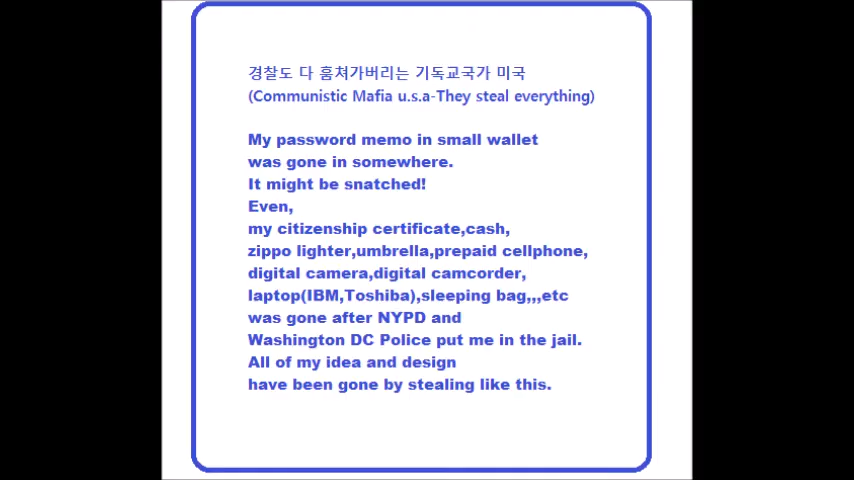 경찰도 다 훔쳐가버리는 기독교국가 미국
(Communistic Mafia u.s.a-They steal everything)
My password memo in small wallet
was gone in somewhere.
It might be snatched!
Even,
my citizenship certificate,cash,
zippo lighter,umbrella,prepaid cellphone,
digital camera,digital camcorder,
laptop(IBM,Toshiba),sleeping bag,,,etc
was gone after NYPD and
Washington DC Police put me in the jail.
All of my idea and design
have been gone by stealing like this.